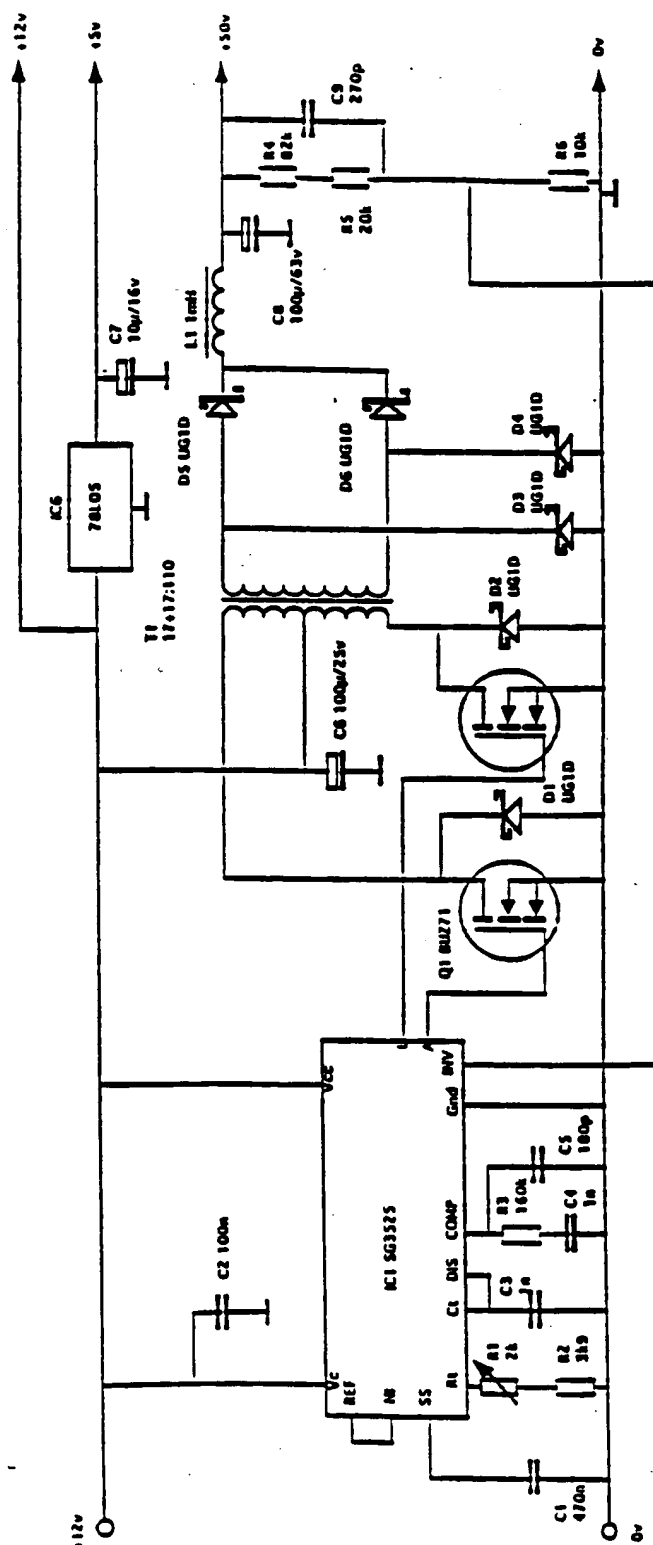 +12v
+5v
+50v
0v
C9
270p
R4
82k
R5
20k
R6
10k
C8
100µ/63v
L1 1mH
C7
10µ/16v
IC6
78L05
D5 UG1D
D6 UG1D
D4
UG1D
D3
UG1D
D2
UG1D
D1
UG1D
T1
17+17:110
C6 100µ/25v
Q1 BUZ71
IC1 SG3525
Vcc
Vc
REF
NI
SS
Rt
Ct
DIS
COMP
Gnd
INV
A
C2 100n
C5
180p
R3
160k
C4
1n
C3
1n
R1
2k
R2
3k9
C1
470n
+12v
0v